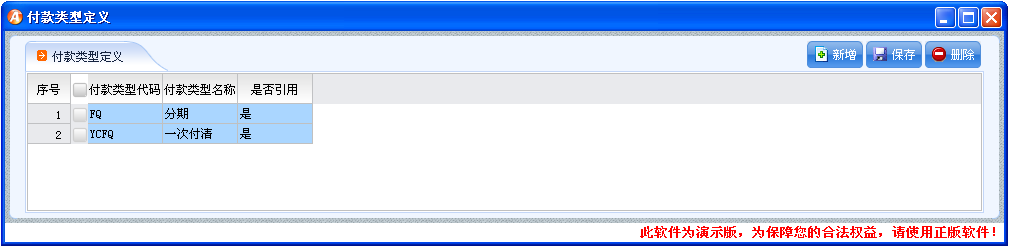 付款类型定义
付款类型定义 新增 保存 删除
序号 付款类型代码 付款类型名称 是否引用
1 FQ 分期 是
2 YCFQ 一次付清 是
此软件为演示版，为保障您的合法权益，请使用正版软件！